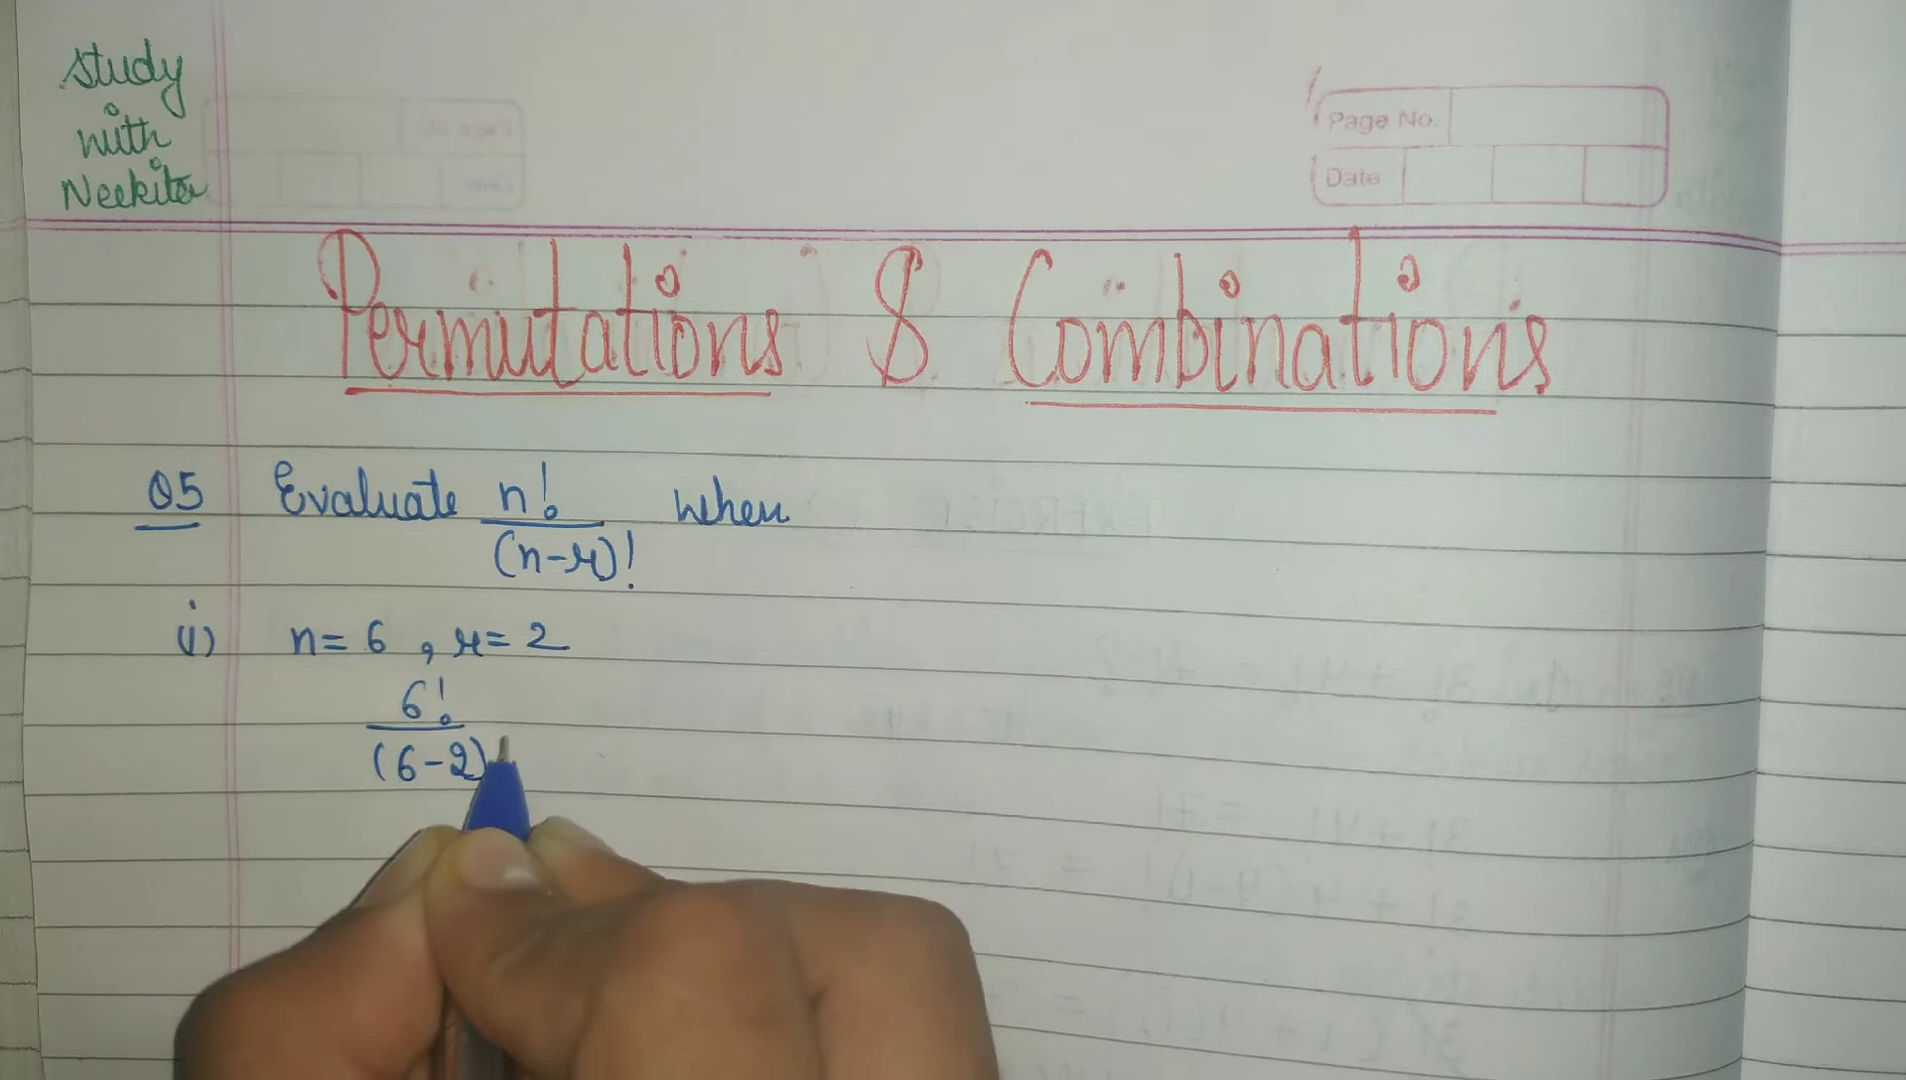 Study
with
Neekita
Page No.
Date
Permutations & Combinations
Q5 Evaluate n!/(n-r)! when
(i) n = 6, r = 2
6!
(6-2)